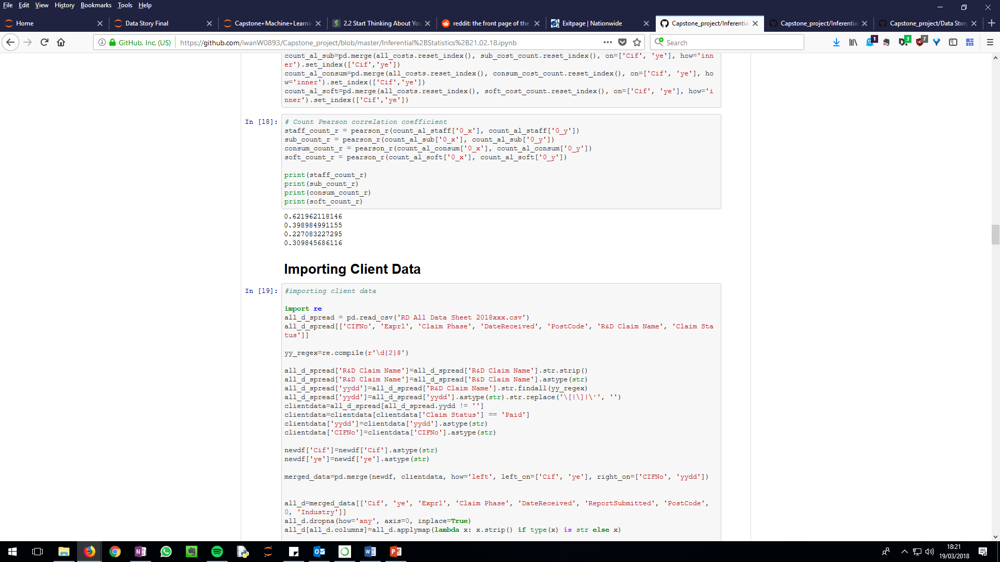 File Edit View History Bookmarks Tools Help
Home
Data Story Final
Capstone+Machine+Learnin
2.2 Start Thinking About You
reddit: the front page of the
Exitpage | Nationwide
Capstone_project/Inferential
Capstone_project/Inferential
Capstone_project/Data Story
GitHub, Inc. (US) https://github.com/iwanW0893/Capstone_project/blob/master/Inferential%2BStatistics%2B21.02.18.ipynb
Search
1
3
7
count_al_sub=pd.merge(all_costs.reset_index(), sub_cost_count.reset_index(), on=['Cif', 'ye'], how='inn
er').set_index(['Cif','ye'])
count_al_consum=pd.merge(all_costs.reset_index(), consum_cost_count.reset_index(), on=['Cif', 'ye'], ho
w='inner').set_index(['Cif','ye'])
count_al_soft=pd.merge(all_costs.reset_index(), soft_cost_count.reset_index(), on=['Cif', 'ye'], how='i
nner').set_index(['Cif','ye'])
In [18]:
# Count Pearson correlation coefficient
staff_count_r = pearson_r(count_al_staff['0_x'], count_al_staff['0_y'])
sub_count_r = pearson_r(count_al_sub['0_x'], count_al_sub['0_y'])
consum_count_r = pearson_r(count_al_consum['0_x'], count_al_consum['0_y'])
soft_count_r = pearson_r(count_al_soft['0_x'], count_al_soft['0_y'])
print(staff_count_r)
print(sub_count_r)
print(consum_count_r)
print(soft_count_r)
0.621962118146
0.398984991155
0.227083227295
0.309845686116
Importing Client Data
In [19]:
#importing client data
import re
all_d_spread = pd.read_csv('RD All Data Sheet 2018xxx.csv')
all_d_spread[['CIFNo', 'Expr1', 'Claim Phase', 'DateReceived', 'PostCode', 'R&D Claim Name', 'Claim Sta
tus']]
yy_regex=re.compile(r'\d{2}$')
all_d_spread['R&D Claim Name']=all_d_spread['R&D Claim Name'].str.strip()
all_d_spread['R&D Claim Name']=all_d_spread['R&D Claim Name'].astype(str)
all_d_spread['yydd']=all_d_spread['R&D Claim Name'].str.findall(yy_regex)
all_d_spread['yydd']=all_d_spread['yydd'].astype(str).str.replace('\[|\]|\'', '')
clientdata=all_d_spread[all_d_spread.yydd != '']
clientdata=clientdata[clientdata['Claim Status'] == 'Paid']
clientdata['yydd']=clientdata['yydd'].astype(str)
clientdata['CIFNo']=clientdata['CIFNo'].astype(str)
newdf['Cif']=newdf['Cif'].astype(str)
newdf['ye']=newdf['ye'].astype(str)
merged_data=pd.merge(newdf, clientdata, how='left', left_on=['Cif', 'ye'], right_on=['CIFNo', 'yydd'])
all_d=merged_data[['Cif', 'ye', 'Expr1', 'Claim Phase', 'DateReceived', 'ReportSubmitted', 'PostCode',
0, 'Industry']]
all_d.dropna(how='any', axis=0, inplace=True)
all_d[all_d.columns]=all_d.applymap(lambda x: x.strip() if type(x) is str else x)
18:21
19/03/2018